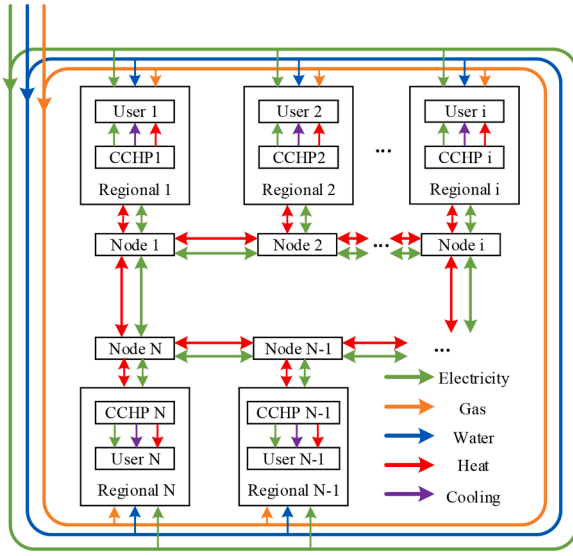 User 1
CCHP1
Regional 1
User 2
CCHP2
Regional 2
...
User i
CCHP i
Regional i
Node 1
Node 2
...
Node i
Node N
Node N-1
...
CCHP N
User N
Regional N
CCHP N-1
User N-1
Regional N-1
Electricity
Gas
Water
Heat
Cooling